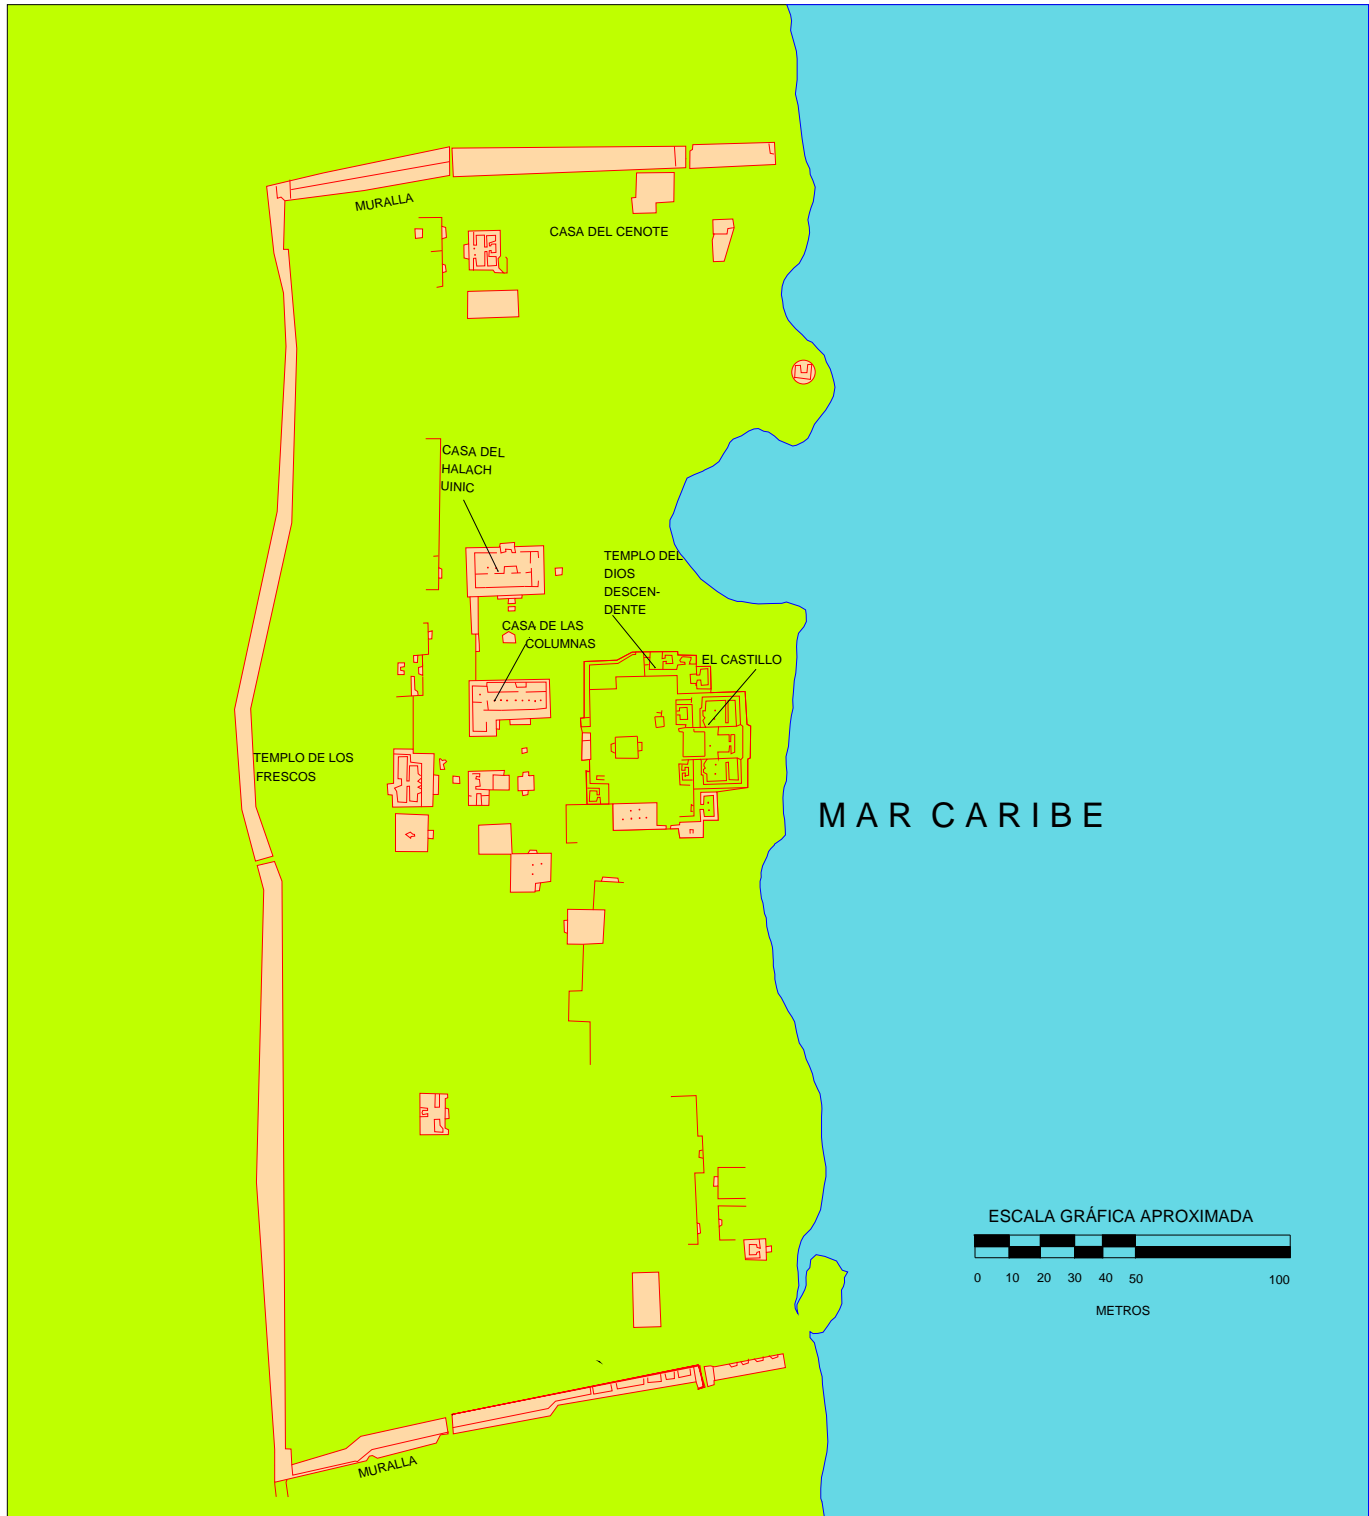 MURALLA
CASA DEL CENOTE
CASA DEL
HALACH
UINIC
TEMPLO DEL
DIOS
DESCEN-
DENTE
CASA DE LAS
COLUMNAS
EL CASTILLO
TEMPLO DE LOS
FRESCOS
MAR CARIBE
ESCALA GRÁFICA APROXIMADA
0 10 20 30 40 50 100
METROS
MURALLA